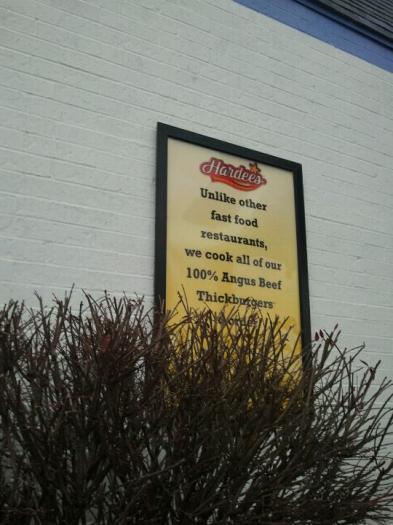 Hardee's
Unlike other
fast food
restaurants,
we cook all of our
100% Angus Beef
Thickburgers